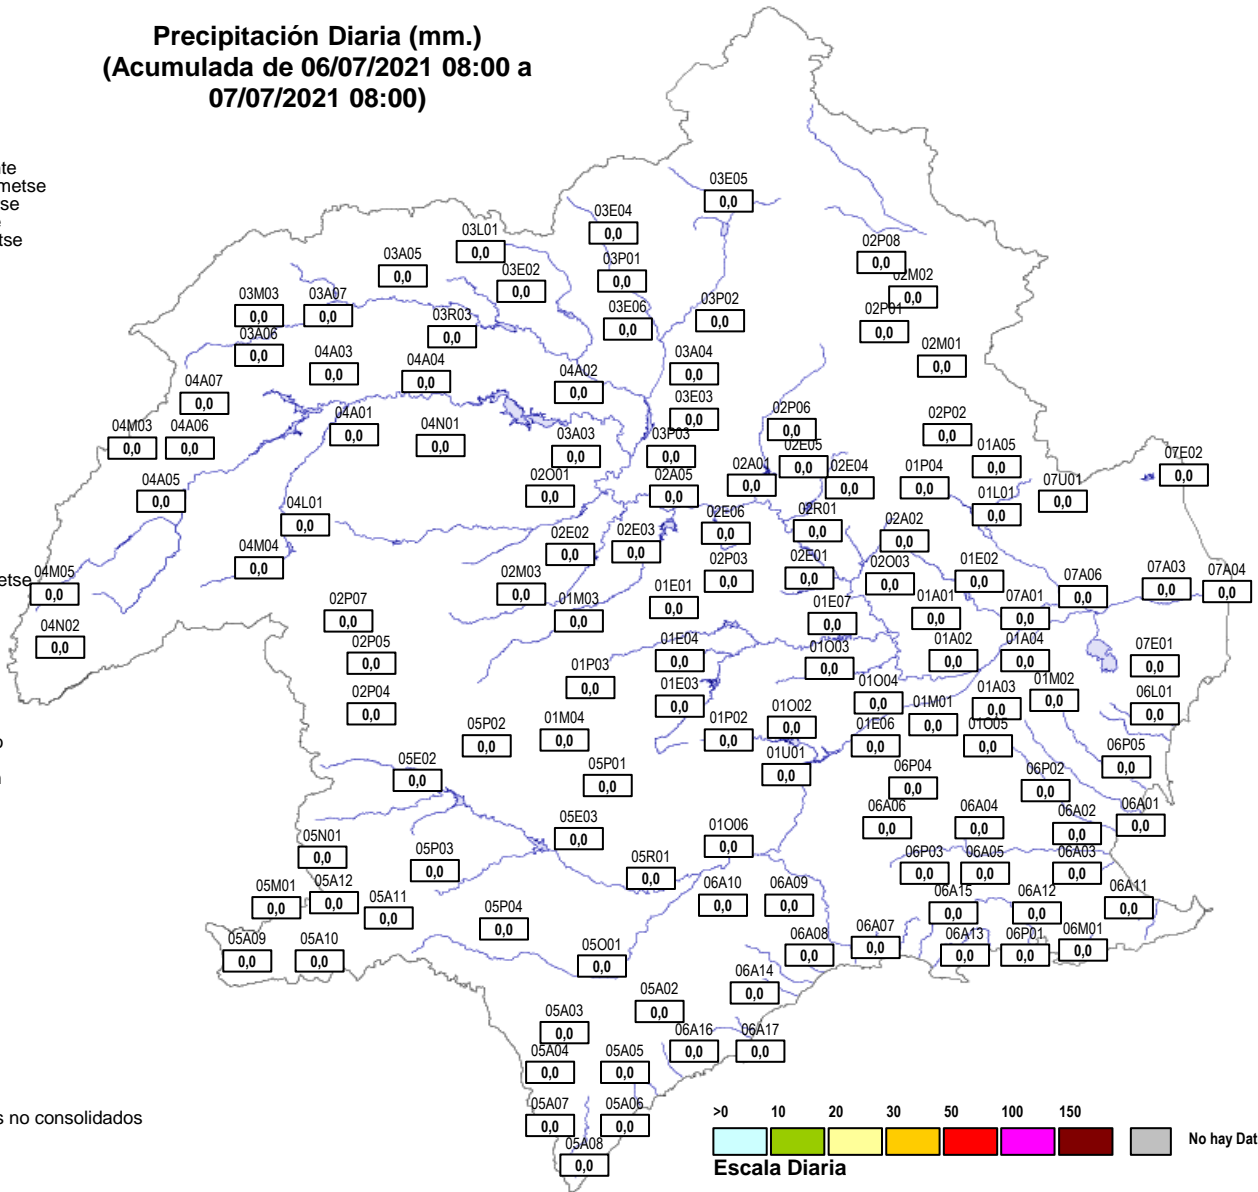 Precipitación Diaria (mm.)
(Acumulada de 06/07/2021 08:00 a
07/07/2021 08:00)
03E05
0,0
metse
03E04
0,0
03L01
0,0
02P08
0,0
03A05
0,0
03P01
0,0
03E02
0,0
02M02
0,0
03M03
0,0
03A07
0,0
03P02
0,0
03E06
0,0
02P01
0,0
03R03
0,0
03A06
0,0
02M01
0,0
04A03
0,0
03A04
0,0
04A04
0,0
04A02
0,0
04A07
0,0
03E03
0,0
02P06
0,0
04A01
0,0
02P02
0,0
04M03
0,0
04A06
0,0
04N01
0,0
03A03
0,0
03P03
0,0
02E05
0,0
01A05
0,0
07E02
0,0
02A01
0,0
02E04
0,0
01P04
0,0
02O01
0,0
02A05
0,0
04A05
0,0
07U01
0,0
01L01
0,0
04L01
0,0
02R01
0,0
02E06
0,0
02A02
0,0
02E02
0,0
02E03
0,0
04M04
0,0
02P03
0,0
02E01
0,0
02O03
0,0
01E02
0,0
metse
04M05
0,0
02M03
0,0
07A06
0,0
07A03
0,0
07A04
0,0
01E01
0,0
02P07
0,0
01M03
0,0
01E07
0,0
01A01
0,0
07A01
0,0
04N02
0,0
02P05
0,0
01E04
0,0
01O03
0,0
01A02
0,0
01A04
0,0
07E01
0,0
01P03
0,0
02P04
0,0
01E03
0,0
01O04
0,0
01A03
0,0
01M02
0,0
06L01
0,0
05P02
0,0
01M04
0,0
01P02
0,0
01O02
0,0
01M01
0,0
01E06
0,0
01O05
0,0
05E02
0,0
05P01
0,0
01U01
0,0
06P04
0,0
06P02
0,0
06P05
0,0
05E03
0,0
01O06
0,0
06A06
0,0
06A04
0,0
06A02
0,0
06A01
0,0
05N01
0,0
05P03
0,0
05R01
0,0
06P03
0,0
06A05
0,0
06A03
0,0
05M01
0,0
05A12
0,0
05A11
0,0
06A10
0,0
06A09
0,0
06A15
0,0
06A12
0,0
06A11
0,0
05P04
0,0
05A09
0,0
05A10
0,0
05O01
0,0
06A08
0,0
06A07
0,0
06A13
0,0
06P01
0,0
06M01
0,0
06A14
0,0
05A02
0,0
05A03
0,0
06A16
0,0
06A17
0,0
05A04
0,0
05A05
0,0
05A07
0,0
05A06
0,0
05A08
0,0
s no consolidados
>0 10 20 30 50 100 150
No hay Dat
Escala Diaria